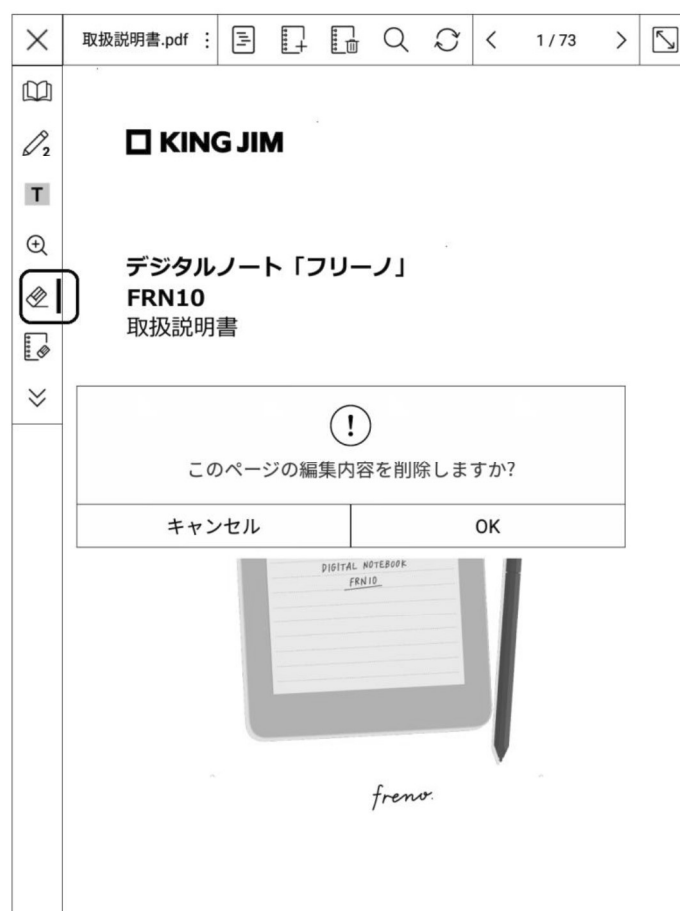 取扱説明書.pdf
1 / 73
2
T
KING JIM
デジタルノート「フリーノ」
FRN10
取扱説明書
!
このページの編集内容を削除しますか?
キャンセル
OK
DIGITAL NOTEBOOK
FRN10
freno.